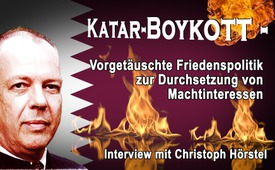 KATAR-BOYKOTT -
Vorgetäuschte Friedenspolitik
zur Durchsetzung von
Machtinteressen
Interview mit Christoph Hörstel